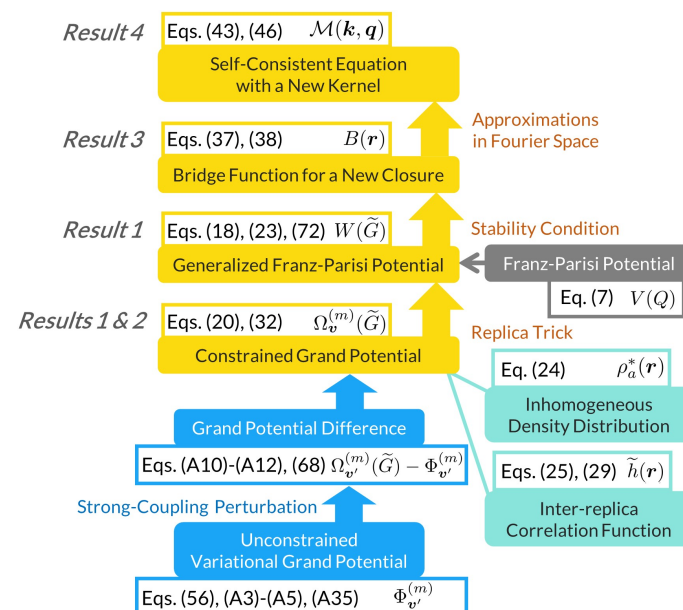 Result 4
Eqs. (43), (46) ℳ(𝒌, 𝒒)
Self-Consistent Equation
with a New Kernel
Approximations
in Fourier Space
Result 3
Eqs. (37), (38) B(𝒓)
Bridge Function for a New Closure
Result 1
Eqs. (18), (23), (72) W(G̃)
Stability Condition
Generalized Franz-Parisi Potential
Franz-Parisi Potential
Eq. (7) V(Q)
Results 1 & 2
Eqs. (20), (32) Ω_𝒗^(m)(G̃)
Replica Trick
Constrained Grand Potential
Eq. (24) ρ_a^*(𝒓)
Inhomogeneous
Density Distribution
Grand Potential Difference
Eqs. (A10)-(A12), (68) Ω_𝒗′^(m)(G̃) − Φ_𝒗′^(m)
Eqs. (25), (29) h̃(𝒓)
Inter-replica
Correlation Function
Strong-Coupling Perturbation
Unconstrained
Variational Grand Potential
Eqs. (56), (A3)-(A5), (A35) Φ_𝒗′^(m)